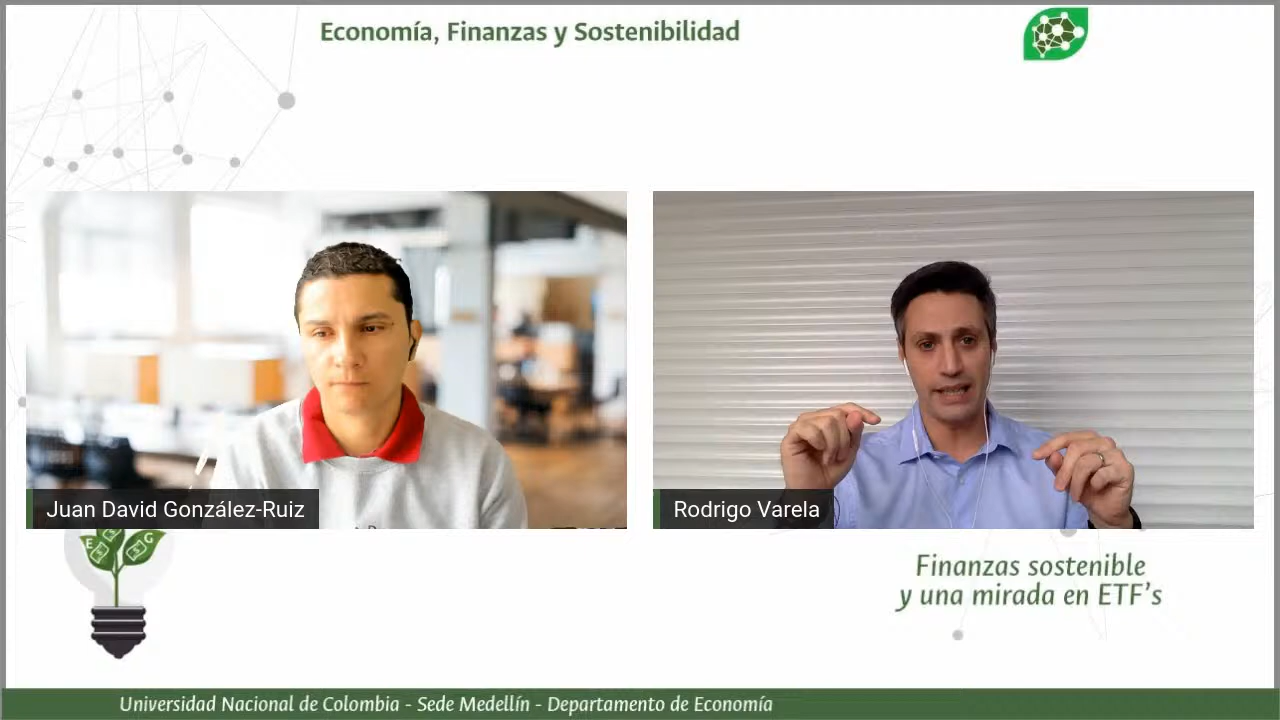 Economía, Finanzas y Sostenibilidad
Juan David González-Ruiz
Rodrigo Varela
E
G
Finanzas sostenible
y una mirada en ETF's
Universidad Nacional de Colombia - Sede Medellín - Departamento de Economía